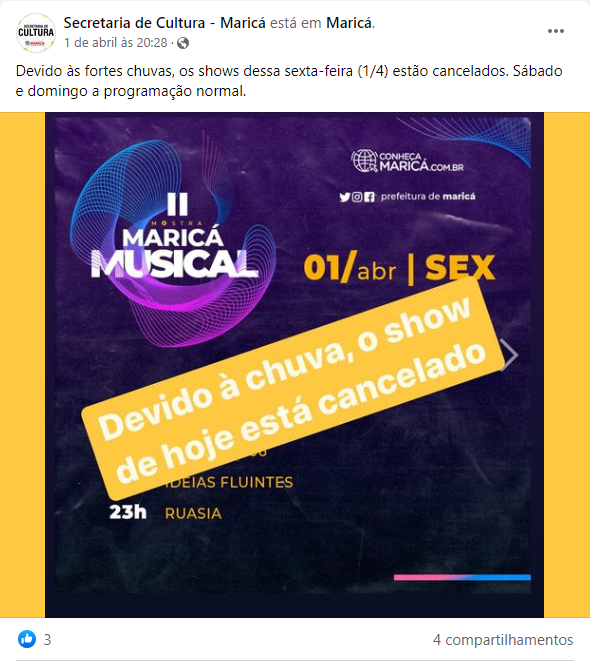 SECRETARIA DE
CULTURA
MARICÁ
Secretaria de Cultura - Maricá está em Maricá.
1 de abril às 20:28
Devido às fortes chuvas, os shows dessa sexta-feira (1/4) estão cancelados. Sábado
e domingo a programação normal.
CONHEÇA
MARICÁ.COM.BR
prefeitura de maricá
II
MOSTRA
MARICÁ
MUSICAL
01/abr | SEX
Devido à chuva, o show
de hoje está cancelado
IDEIAS FLUINTES
23h RUASIA
3
4 compartilhamentos